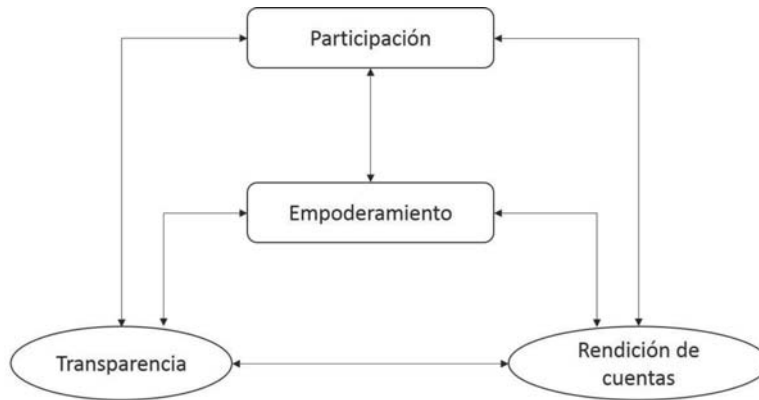 Participación
Empoderamiento
Transparencia
Rendición de
cuentas